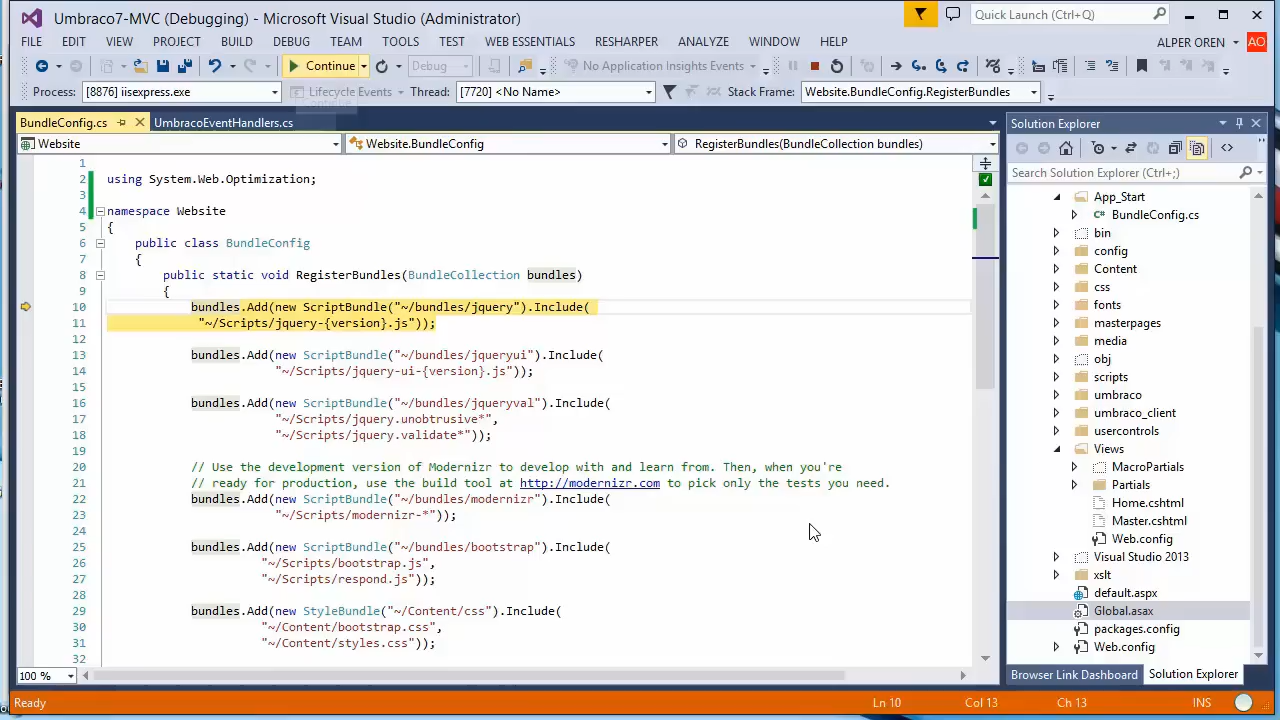 Umbraco7-MVC (Debugging) - Microsoft Visual Studio (Administrator)
Quick Launch (Ctrl+Q)
FILE EDIT VIEW PROJECT BUILD DEBUG TEAM TOOLS TEST WEB ESSENTIALS RESHARPER ANALYZE WINDOW HELP
ALPER OREN AO
Continue Debug No Application Insights Events
Process: [8876] iisexpress.exe Lifecycle Events Thread: [7720] <No Name> Stack Frame: Website.BundleConfig.RegisterBundles
Continue
BundleConfig.cs UmbracoEventHandlers.cs
Website Website.BundleConfig RegisterBundles(BundleCollection bundles)
1
2 using System.Web.Optimization;
3
4 namespace Website
5 {
6 public class BundleConfig
7 {
8 public static void RegisterBundles(BundleCollection bundles)
9 {
10 bundles.Add(new ScriptBundle("~/bundles/jquery").Include(
11 "~/Scripts/jquery-{version}.js"));
12
13 bundles.Add(new ScriptBundle("~/bundles/jqueryui").Include(
14 "~/Scripts/jquery-ui-{version}.js"));
15
16 bundles.Add(new ScriptBundle("~/bundles/jqueryval").Include(
17 "~/Scripts/jquery.unobtrusive*",
18 "~/Scripts/jquery.validate*"));
19
20 // Use the development version of Modernizr to develop with and learn from. Then, when you're
21 // ready for production, use the build tool at http://modernizr.com to pick only the tests you need.
22 bundles.Add(new ScriptBundle("~/bundles/modernizr").Include(
23 "~/Scripts/modernizr-*"));
24
25 bundles.Add(new ScriptBundle("~/bundles/bootstrap").Include(
26 "~/Scripts/bootstrap.js",
27 "~/Scripts/respond.js"));
28
29 bundles.Add(new StyleBundle("~/Content/css").Include(
30 "~/Content/bootstrap.css",
31 "~/Content/styles.css"));
32
100 %
Solution Explorer
Search Solution Explorer (Ctrl+;)
App_Start
BundleConfig.cs
bin
config
Content
css
fonts
masterpages
media
obj
scripts
umbraco
umbraco_client
usercontrols
Views
MacroPartials
Partials
Home.cshtml
Master.cshtml
Web.config
Visual Studio 2013
xslt
default.aspx
Global.asax
packages.config
Web.config
Browser Link Dashboard Solution Explorer
Ready Ln 10 Col 13 Ch 13 INS